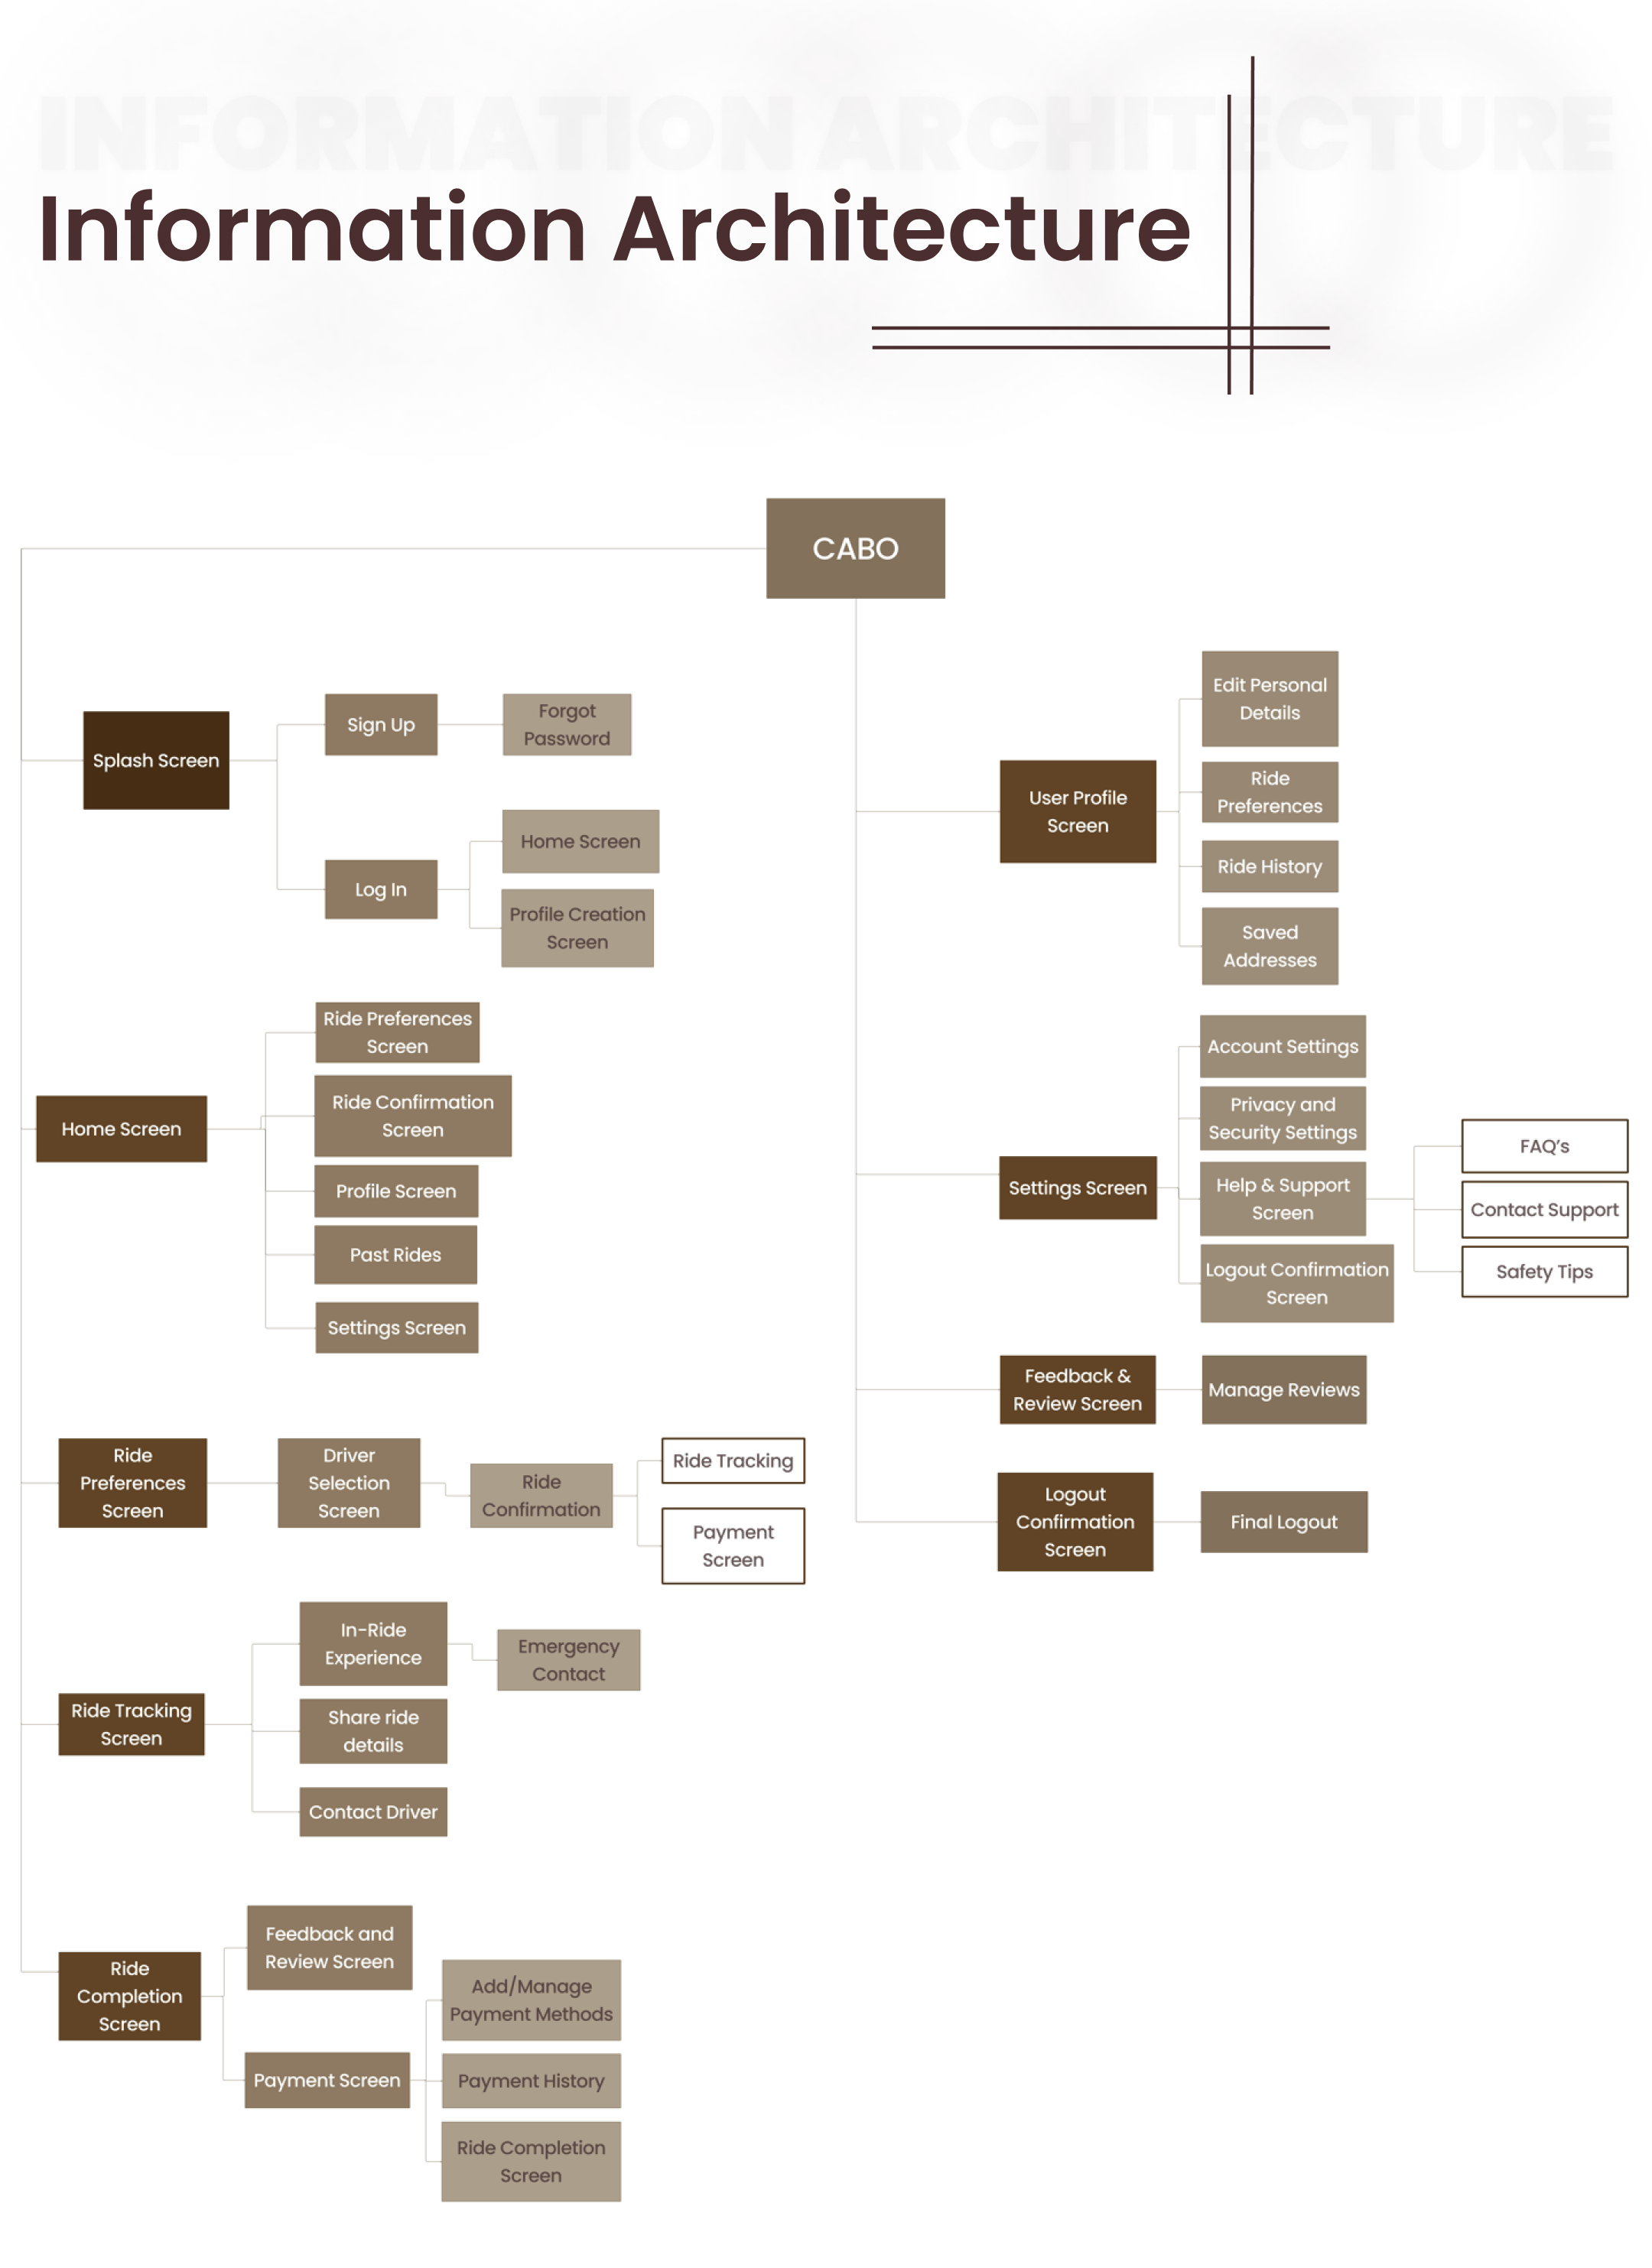 INFORMATION ARCHITECTURE
Information Architecture
CABO
Splash Screen
Sign Up
Forgot
Password
Log In
Home Screen
Profile Creation
Screen
Home Screen
Ride Preferences
Screen
Ride Confirmation
Screen
Profile Screen
Past Rides
Settings Screen
Ride
Preferences
Screen
Driver
Selection
Screen
Ride
Confirmation
Ride Tracking
Payment
Screen
Ride Tracking
Screen
In-Ride
Experience
Emergency
Contact
Share ride
details
Contact Driver
Ride
Completion
Screen
Feedback and
Review Screen
Payment Screen
Add/Manage
Payment Methods
Payment History
Ride Completion
Screen
User Profile
Screen
Edit Personal
Details
Ride
Preferences
Ride History
Saved
Addresses
Settings Screen
Account Settings
Privacy and
Security Settings
Help & Support
Screen
FAQ’s
Contact Support
Safety Tips
Logout Confirmation
Screen
Feedback &
Review Screen
Manage Reviews
Logout
Confirmation
Screen
Final Logout